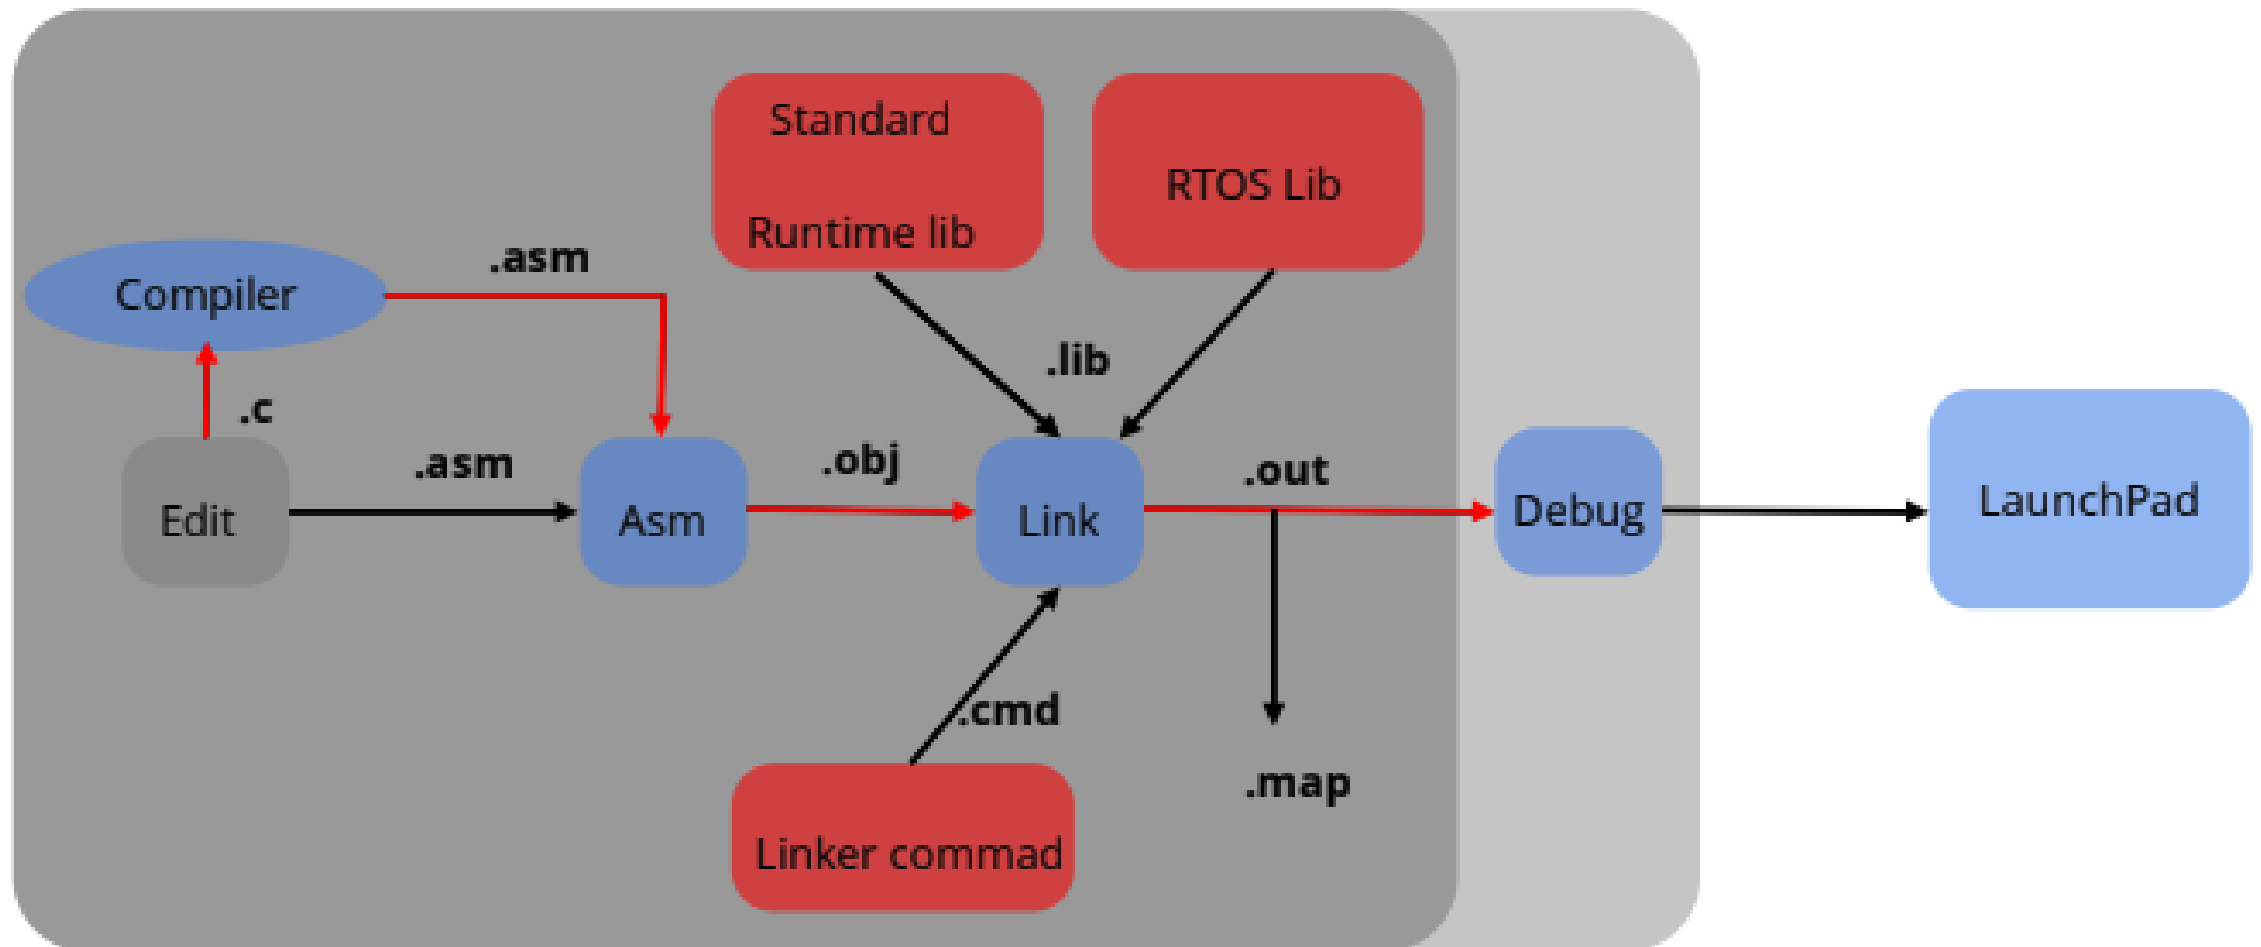 Standard
Runtime lib
RTOS Lib
.asm
Compiler
.lib
.c
.asm
.obj
.out
Edit
Asm
Link
Debug
LaunchPad
.cmd
.map
Linker commad